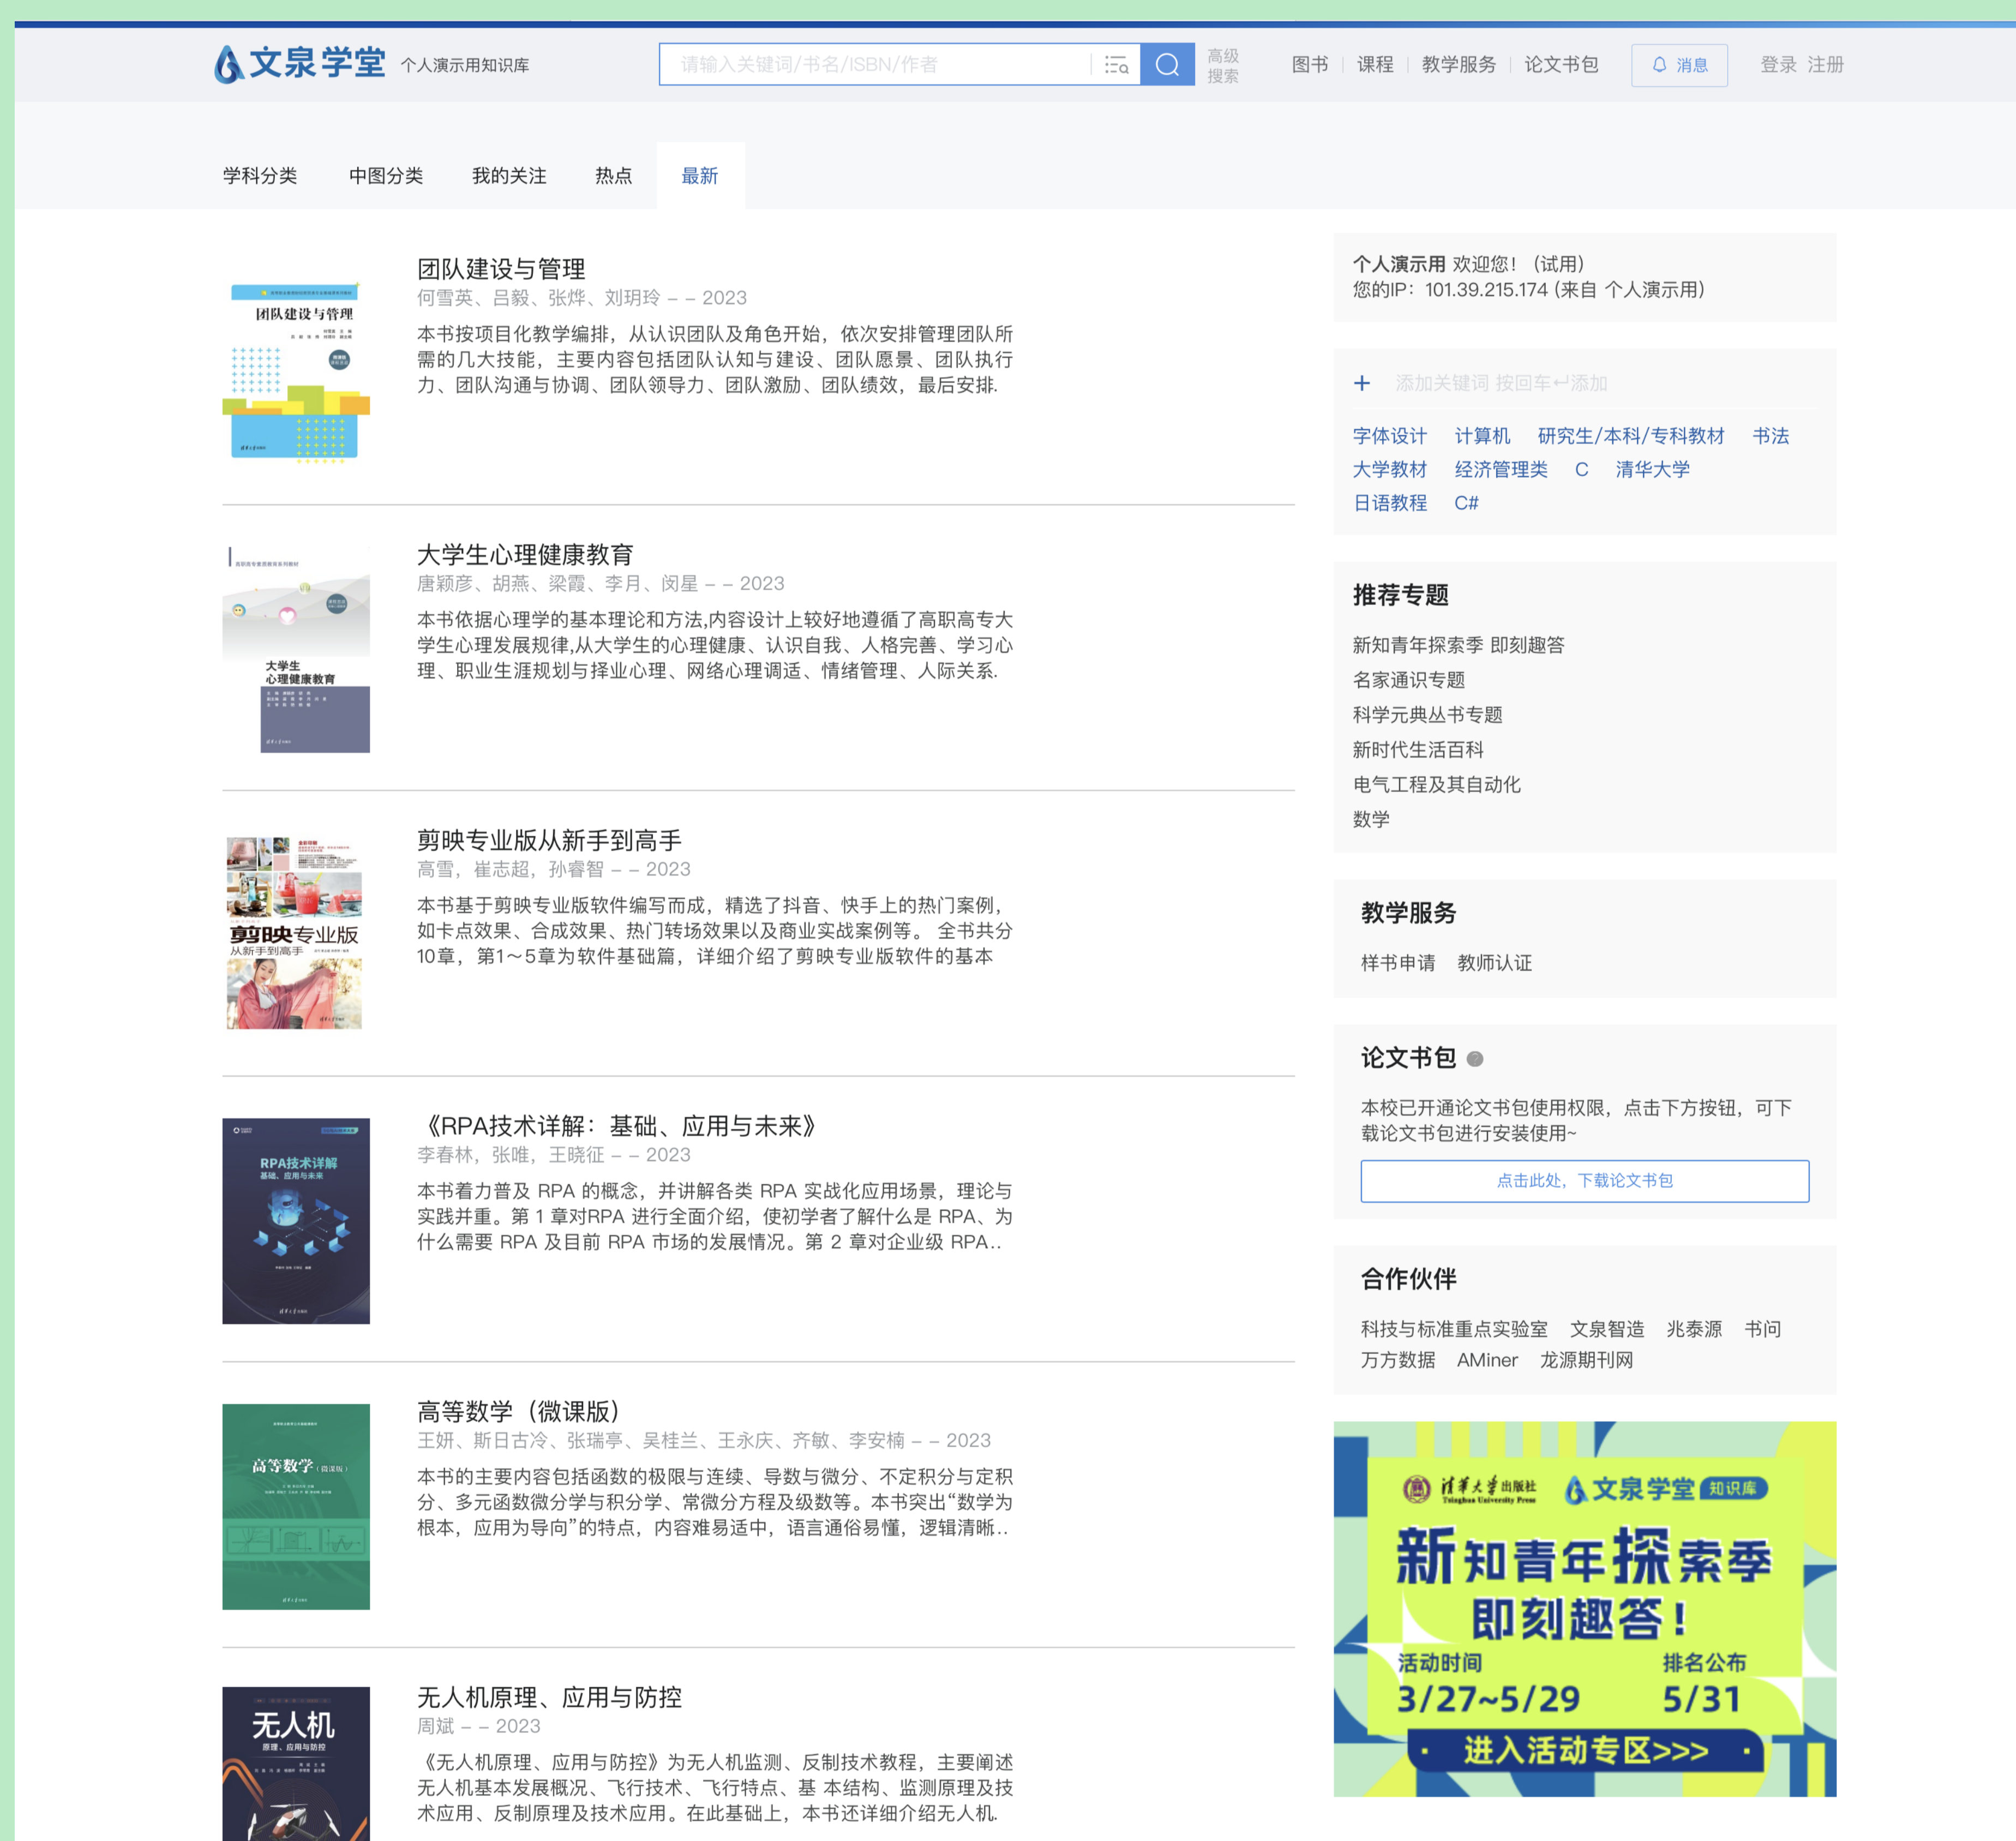 文泉学堂 个人演示用知识库
请输入关键词/书名/ISBN/作者
高级搜索
图书 课程 教学服务 论文书包 消息 登录 注册
学科分类 中图分类 我的关注 热点 最新
团队建设与管理
何雪英、吕毅、张烨、刘玥玲 – – 2023
本书按项目化教学编排，从认识团队及角色开始，依次安排管理团队所
需的几大技能，主要内容包括团队认知与建设、团队愿景、团队执行
力、团队沟通与协调、团队领导力、团队激励、团队绩效，最后安排.
团队建设与管理
大学生心理健康教育
唐颖彦、胡燕、梁霞、李月、闵星 – – 2023
本书依据心理学的基本理论和方法,内容设计上较好地遵循了高职高专大
学生心理发展规律,从大学生的心理健康、认识自我、人格完善、学习心
理、职业生涯规划与择业心理、网络心理调适、情绪管理、人际关系.
高职高专素质教育系列教材
大学生
心理健康教育
剪映专业版从新手到高手
高雪，崔志超，孙睿智 – – 2023
本书基于剪映专业版软件编写而成，精选了抖音、快手上的热门案例，
如卡点效果、合成效果、热门转场效果以及商业实战案例等。 全书共分
10章，第1～5章为软件基础篇，详细介绍了剪映专业版软件的基本
剪映专业版
从新手到高手
《RPA技术详解：基础、应用与未来》
李春林，张唯，王晓征 – – 2023
本书着力普及 RPA 的概念，并讲解各类 RPA 实战化应用场景，理论与
实践并重。第 1 章对RPA 进行全面介绍，使初学者了解什么是 RPA、为
什么需要 RPA 及目前 RPA 市场的发展情况。第 2 章对企业级 RPA..
RPA技术详解
基础、应用与未来
高等数学（微课版）
王妍、斯日古冷、张瑞亭、吴桂兰、王永庆、齐敏、李安楠 – – 2023
本书的主要内容包括函数的极限与连续、导数与微分、不定积分与定积
分、多元函数微分学与积分学、常微分方程及级数等。本书突出“数学为
根本，应用为导向”的特点，内容难易适中，语言通俗易懂，逻辑清晰..
高等数学（微课版）
无人机原理、应用与防控
周斌 – – 2023
《无人机原理、应用与防控》为无人机监测、反制技术教程，主要阐述
无人机基本发展概况、飞行技术、飞行特点、基 本结构、监测原理及技
术应用、反制原理及技术应用。在此基础上，本书还详细介绍无人机.
无人机
原理、应用与防控
个人演示用 欢迎您！（试用）
您的IP：101.39.215.174 (来自 个人演示用)
+ 添加关键词 按回车↵添加
字体设计 计算机 研究生/本科/专科教材 书法
大学教材 经济管理类 C 清华大学
日语教程 C#
推荐专题
新知青年探索季 即刻趣答
名家通识专题
科学元典丛书专题
新时代生活百科
电气工程及其自动化
数学
教学服务
样书申请 教师认证
论文书包 ?
本校已开通论文书包使用权限，点击下方按钮，可下
载论文书包进行安装使用~
点击此处，下载论文书包
合作伙伴
科技与标准重点实验室 文泉智造 兆泰源 书问
万方数据 AMiner 龙源期刊网
清华大学出版社 文泉学堂 知识库
Tsinghua University Press
新知青年探索季
即刻趣答！
活动时间 排名公布
3/27~5/29 5/31
· 进入活动专区>>> ·